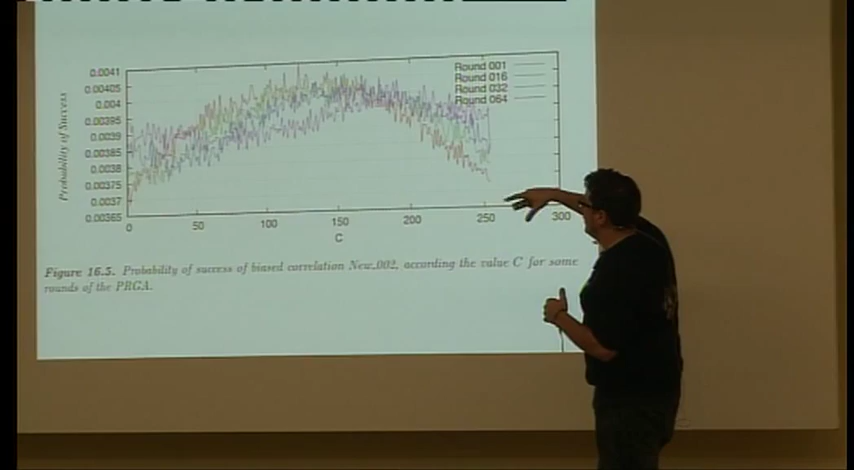 0.0041
0.00405
0.004
0.00395
0.0039
0.00385
0.0038
0.00375
0.0037
0.00365
Probability of Success
Round 001
Round 016
Round 032
Round 064
0 50 100 150 200 250 300
C
Figure 16.5. Probability of success of biased correlation New_002, according the value C for some
rounds of the PRGA.